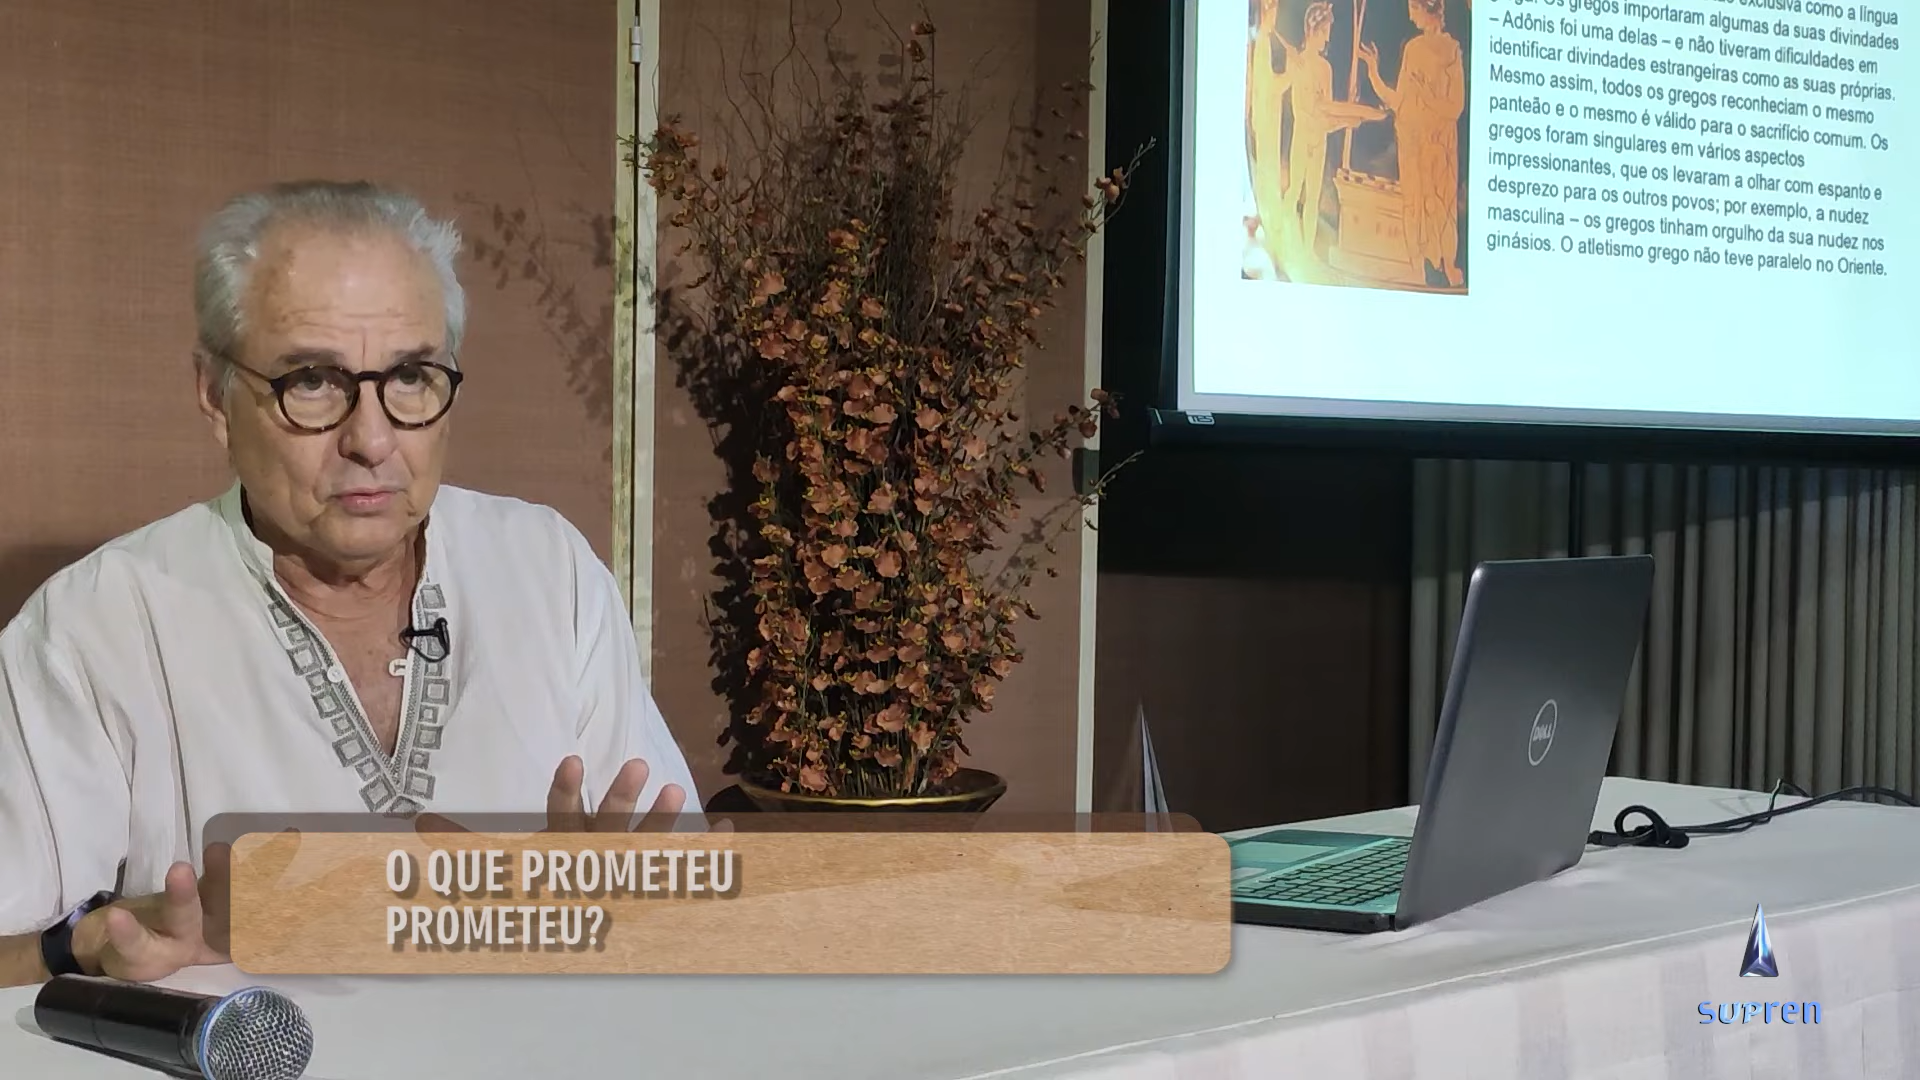 exclusiva como a língua
gregos importaram algumas da suas divindades
– Adônis foi uma delas – e não tiveram dificuldades em
identificar divindades estrangeiras como as suas próprias.
Mesmo assim, todos os gregos reconheciam o mesmo
panteão e o mesmo é válido para o sacrifício comum. Os
gregos foram singulares em vários aspectos
impressionantes, que os levaram a olhar com espanto e
desprezo para os outros povos; por exemplo, a nudez
masculina – os gregos tinham orgulho da sua nudez nos
ginásios. O atletismo grego não teve paralelo no Oriente.
DELL
O QUE PROMETEU
PROMETEU?
supren